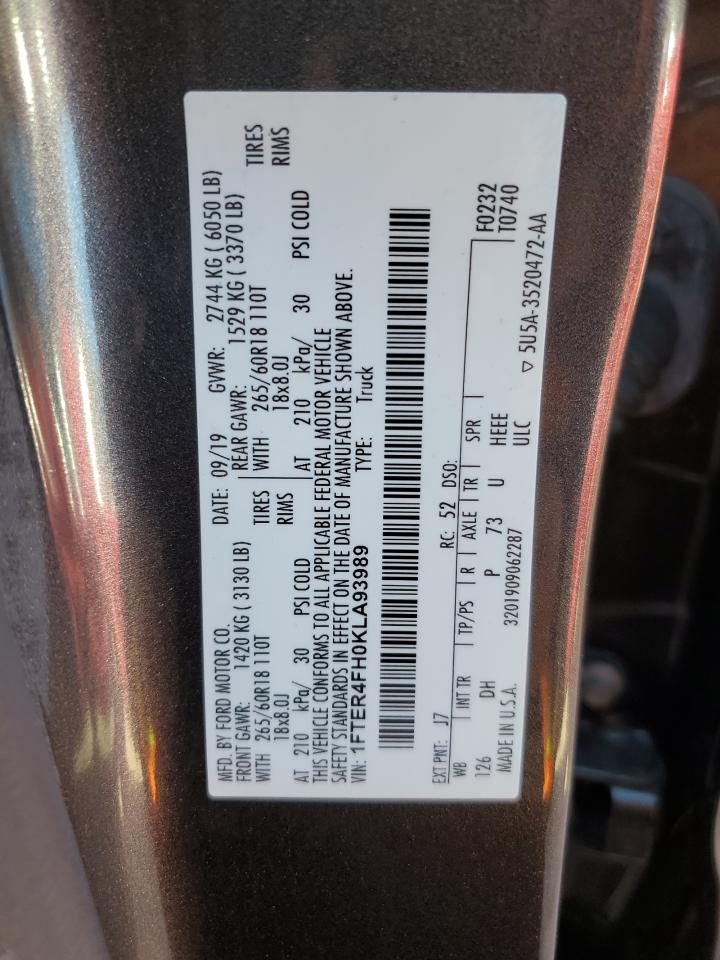 MFD. BY FORD MOTOR CO.
DATE: 09/19 GVWR: 2744 KG ( 6050 LB)
FRONT GAWR: 1420 KG ( 3130 LB) REAR GAWR: 1529 KG ( 3370 LB)
WITH 265/60R18 110T TIRES WITH 265/60R18 110T TIRES
18x8.0J RIMS 18x8.0J RIMS
AT 210 kPa/ 30 PSI COLD AT 210 kPa/ 30 PSI COLD
THIS VEHICLE CONFORMS TO ALL APPLICABLE FEDERAL MOTOR VEHICLE
SAFETY STANDARDS IN EFFECT ON THE DATE OF MANUFACTURE SHOWN ABOVE.
VIN: 1FTER4FH0KLA93989 TYPE: Truck
EXT PNT: J7 RC: 52 DSO: F0232
WB INT TR TP/PS R AXLE TR SPR T0740
126 DH P 73 U HEEE
ULC
MADE IN U.S.A. 3201909062287 ▽ 5U5A-3520472-AA